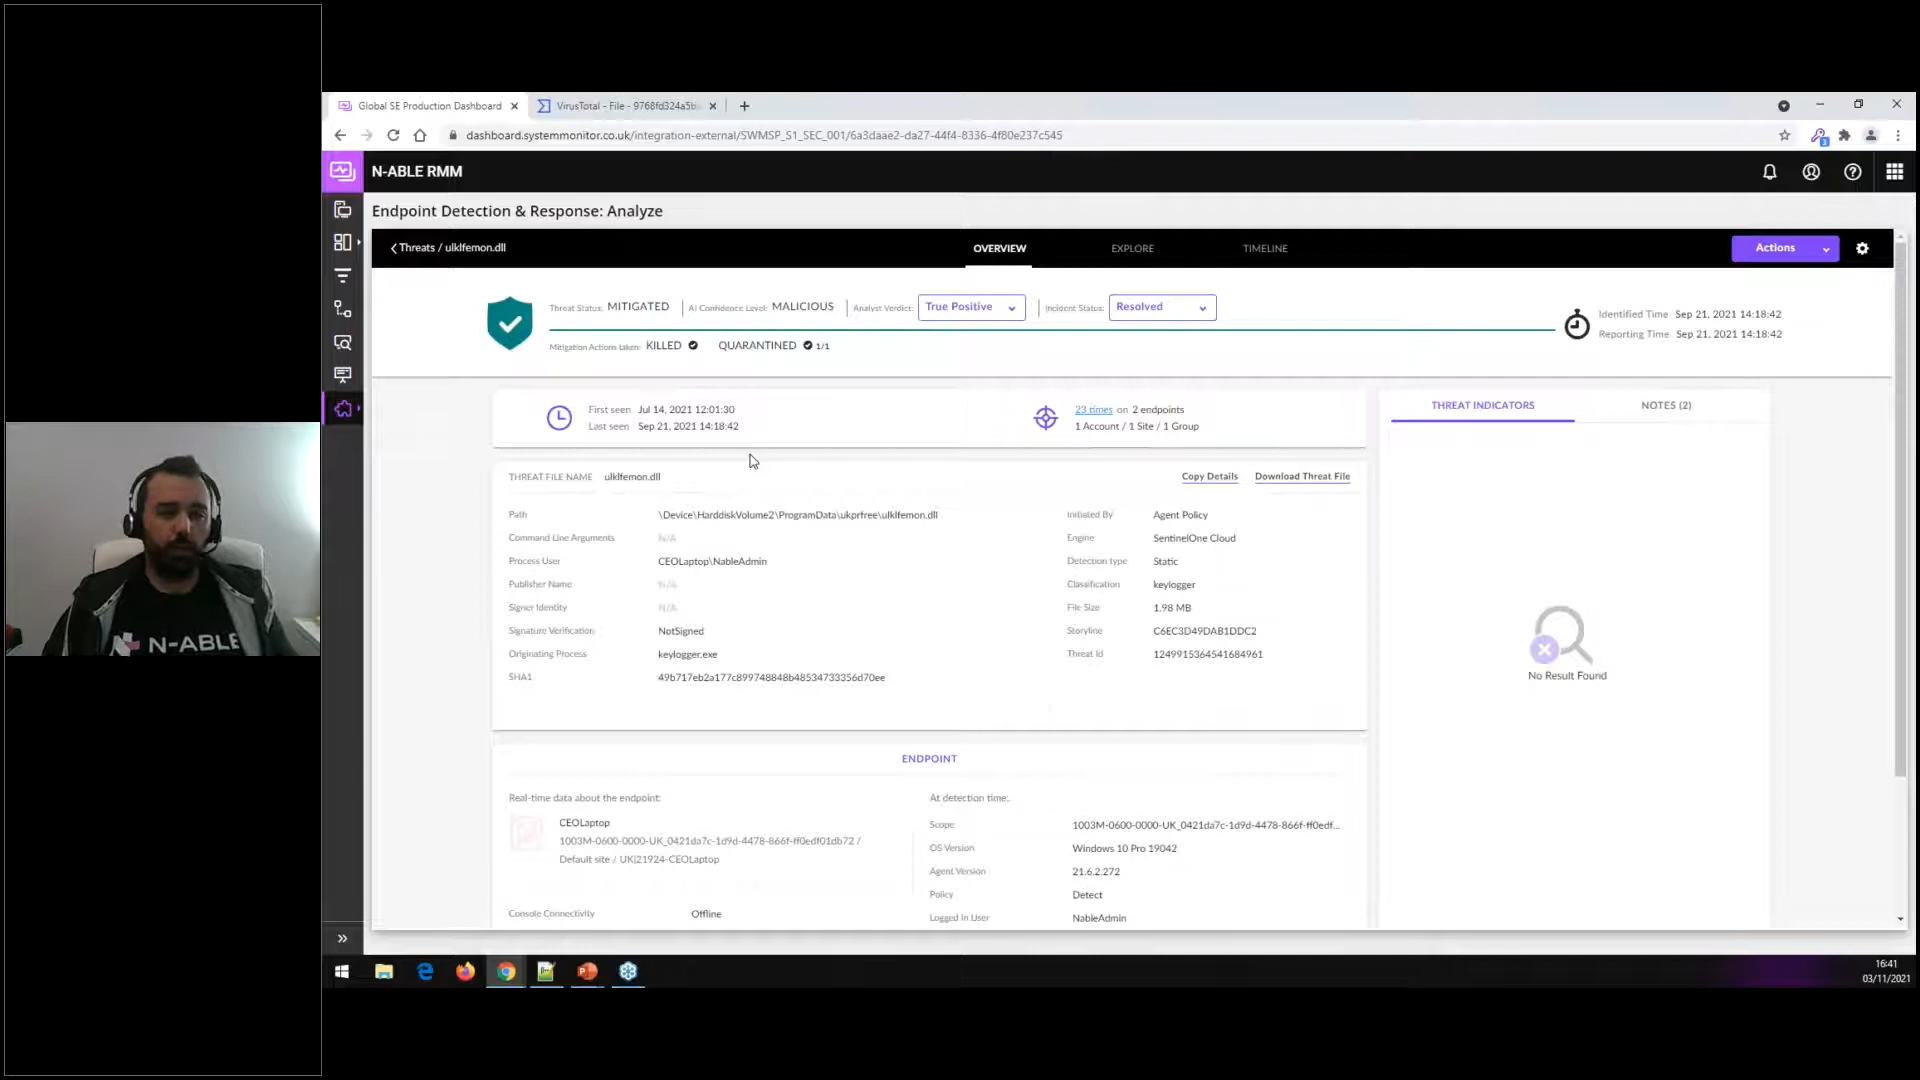 Global SE Production Dashboard
VirusTotal - File - 9768fd324a5b
dashboard.systemmonitor.co.uk/integration-external/SWMSP_S1_SEC_001/6a3daae2-da27-44f4-8336-4f80e237c545
N-ABLE RMM
Endpoint Detection & Response: Analyze
Threats / ulklfemon.dll
OVERVIEW
EXPLORE
TIMELINE
Actions
Threat Status: MITIGATED
AI Confidence Level: MALICIOUS
Analyst Verdict: True Positive
Incident Status: Resolved
Mitigation Actions taken: KILLED QUARANTINED 1/1
Identified Time Sep 21, 2021 14:18:42
Reporting Time Sep 21, 2021 14:18:42
First seen Jul 14, 2021 12:01:30
Last seen Sep 21, 2021 14:18:42
23 times on 2 endpoints
1 Account / 1 Site / 1 Group
THREAT INDICATORS
NOTES (2)
THREAT FILE NAME ulklfemon.dll
Copy Details
Download Threat File
Path \Device\HarddiskVolume2\ProgramData\ukprfree\ulklfemon.dll
Command Line Arguments N/A
Process User CEOLaptop\NableAdmin
Publisher Name N/A
Signer Identity N/A
Signature Verification NotSigned
Originating Process keylogger.exe
SHA1 49b717eb2a177c899748848b48534733356d70ee
Initiated By Agent Policy
Engine SentinelOne Cloud
Detection type Static
Classification keylogger
File Size 1.98 MB
Storyline C6EC3D49DAB1DDC2
Threat Id 1249915364541684961
No Result Found
ENDPOINT
Real-time data about the endpoint:
CEOLaptop
1003M-0600-0000-UK_0421da7c-1d9d-4478-866f-ff0edf01db72 /
Default site / UK|21924-CEOLaptop
Console Connectivity Offline
At detection time:
Scope 1003M-0600-0000-UK_0421da7c-1d9d-4478-866f-ff0edf...
OS Version Windows 10 Pro 19042
Agent Version 21.6.2.272
Policy Detect
Logged In User NableAdmin
N-ABLE
16:41
03/11/2021